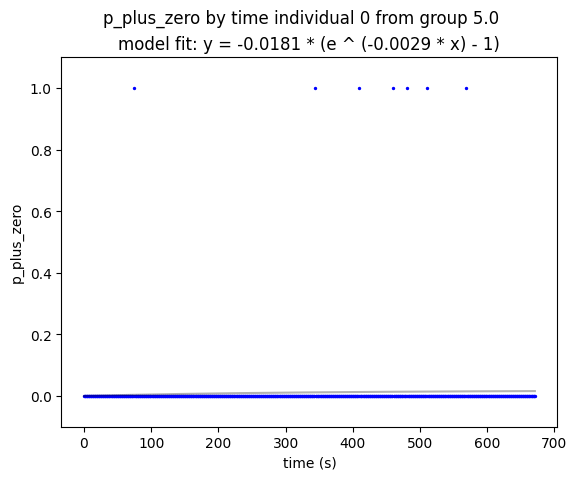 p_plus_zero by time individual 0 from group 5.0
model fit: y = -0.0181 * (e ^ (-0.0029 * x) - 1)
1.0
0.8
0.6
0.4
0.2
0.0
p_plus_zero
0 100 200 300 400 500 600 700
time (s)